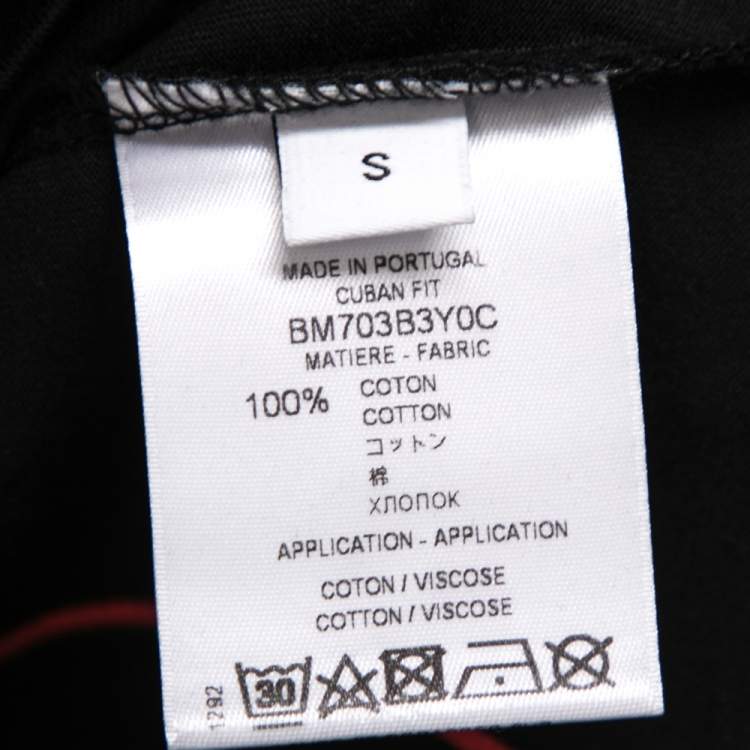 S
MADE IN PORTUGAL
CUBAN FIT
BM703B3Y0C
MATIERE - FABRIC
100% COTON
COTTON
コットン
棉
ХЛОПОК
APPLICATION - APPLICATION
COTON / VISCOSE
COTTON / VISCOSE
30
1292